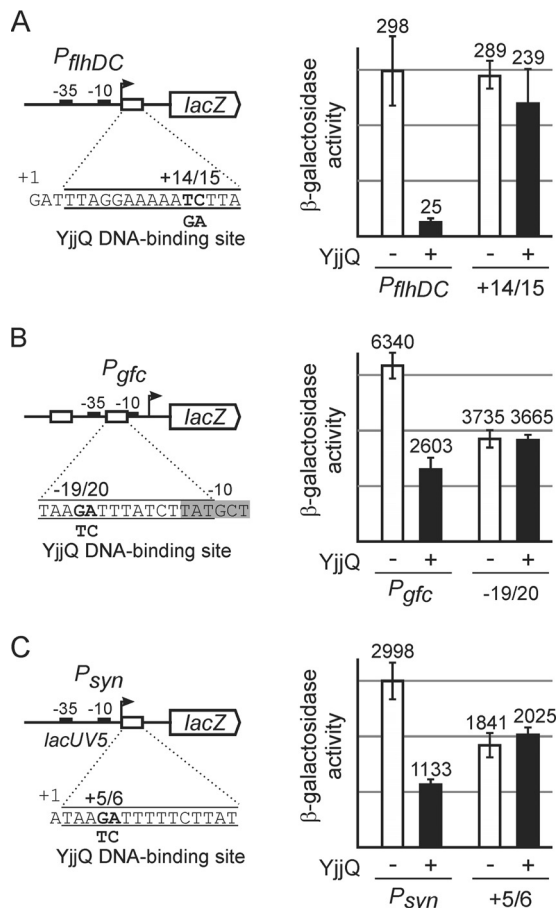 A
PflhDC
-35 -10
lacZ
+1 +14/15
GATTTAGGAAAAATCTTA
GA
YjjQ DNA-binding site
β-galactosidase
activity
298
25
289
239
YjjQ - + - +
PflhDC +14/15
B
Pgfc
-35 -10
lacZ
-19/20 -10
TAAGATTTATCTTATGCT
TC
YjjQ DNA-binding site
β-galactosidase
activity
6340
2603
3735 3665
YjjQ - + - +
Pgfc -19/20
C
Psyn
-35 -10
lacUV5
lacZ
+1 +5/6
ATAAGATTTTTCTTAT
TC
YjjQ DNA-binding site
β-galactosidase
activity
2998
1133
1841 2025
YjjQ - + - +
Psyn +5/6